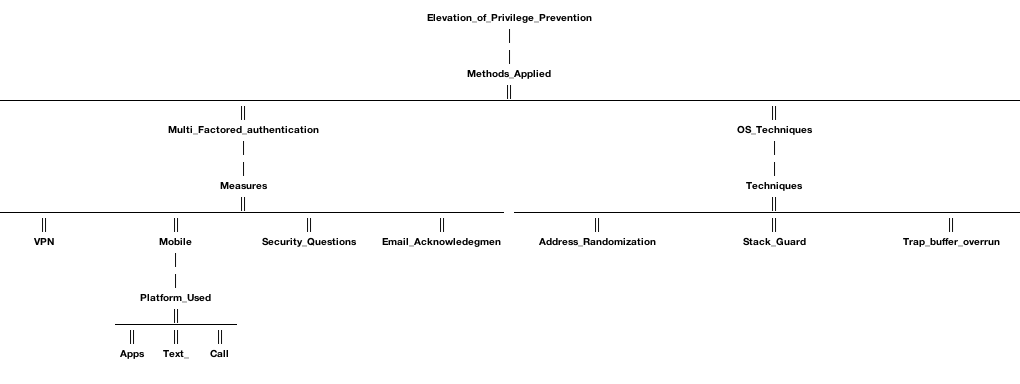 Elevation_of_Privilege_Prevention
Methods_Applied
Multi_Factored_authentication OS_Techniques
Measures Techniques
VPN Mobile Security_Questions Email_Acknowledegmen Address_Randomization Stack_Guard Trap_buffer_overrun
Platform_Used
Apps Text_ Call